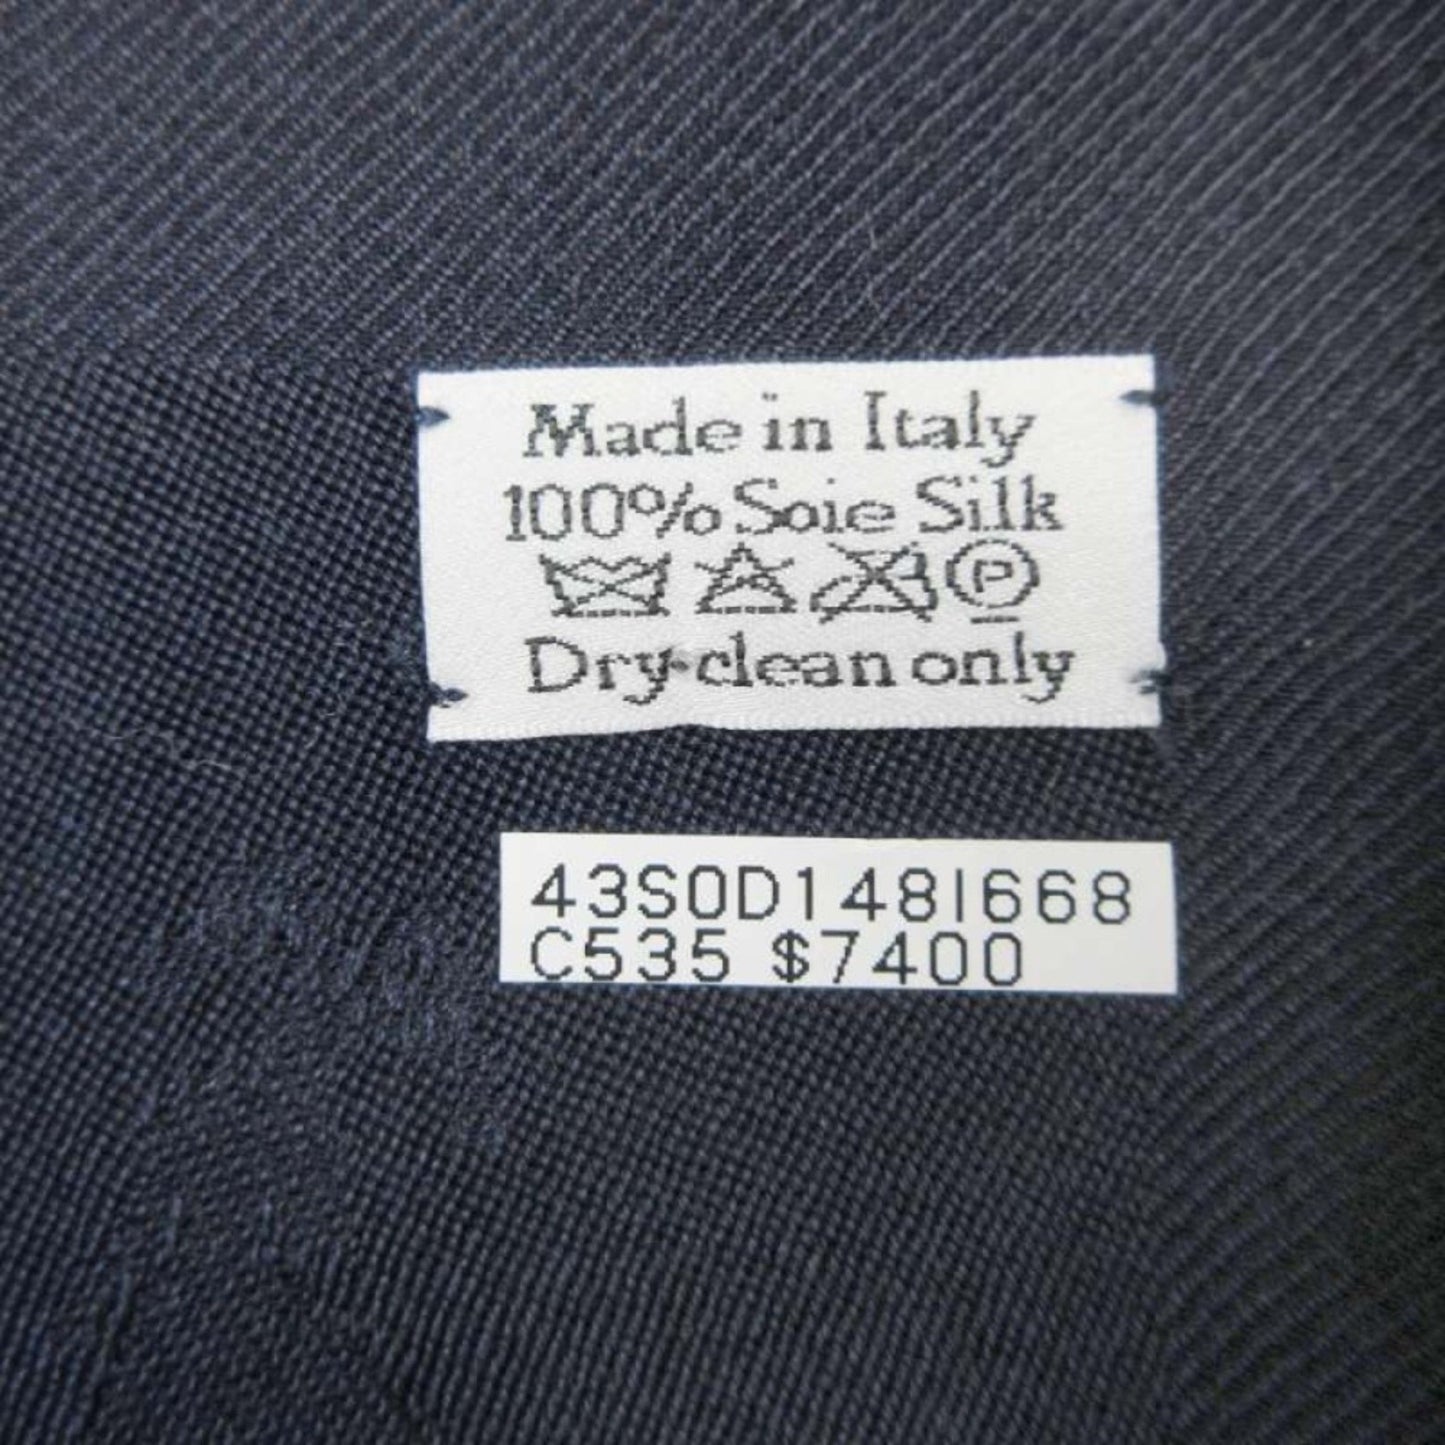 Made in Italy
100% Soie Silk
P
Dry-clean only
43S0D148I668
C535 $7400